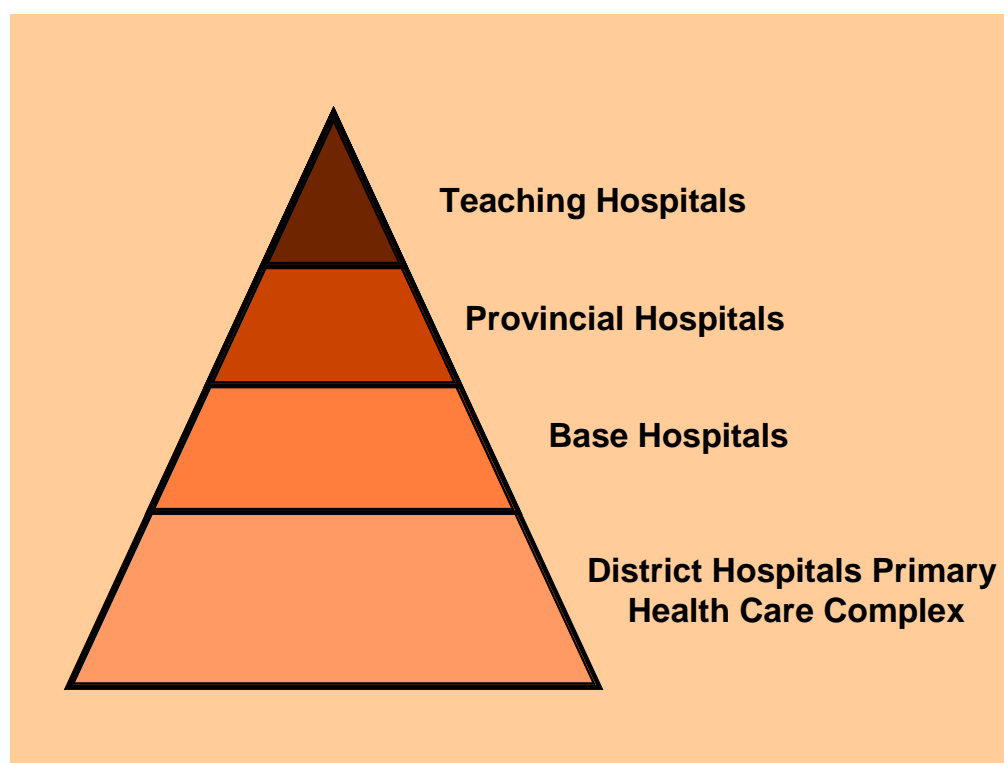 Teaching Hospitals
Provincial Hospitals
Base Hospitals
District Hospitals Primary
Health Care Complex